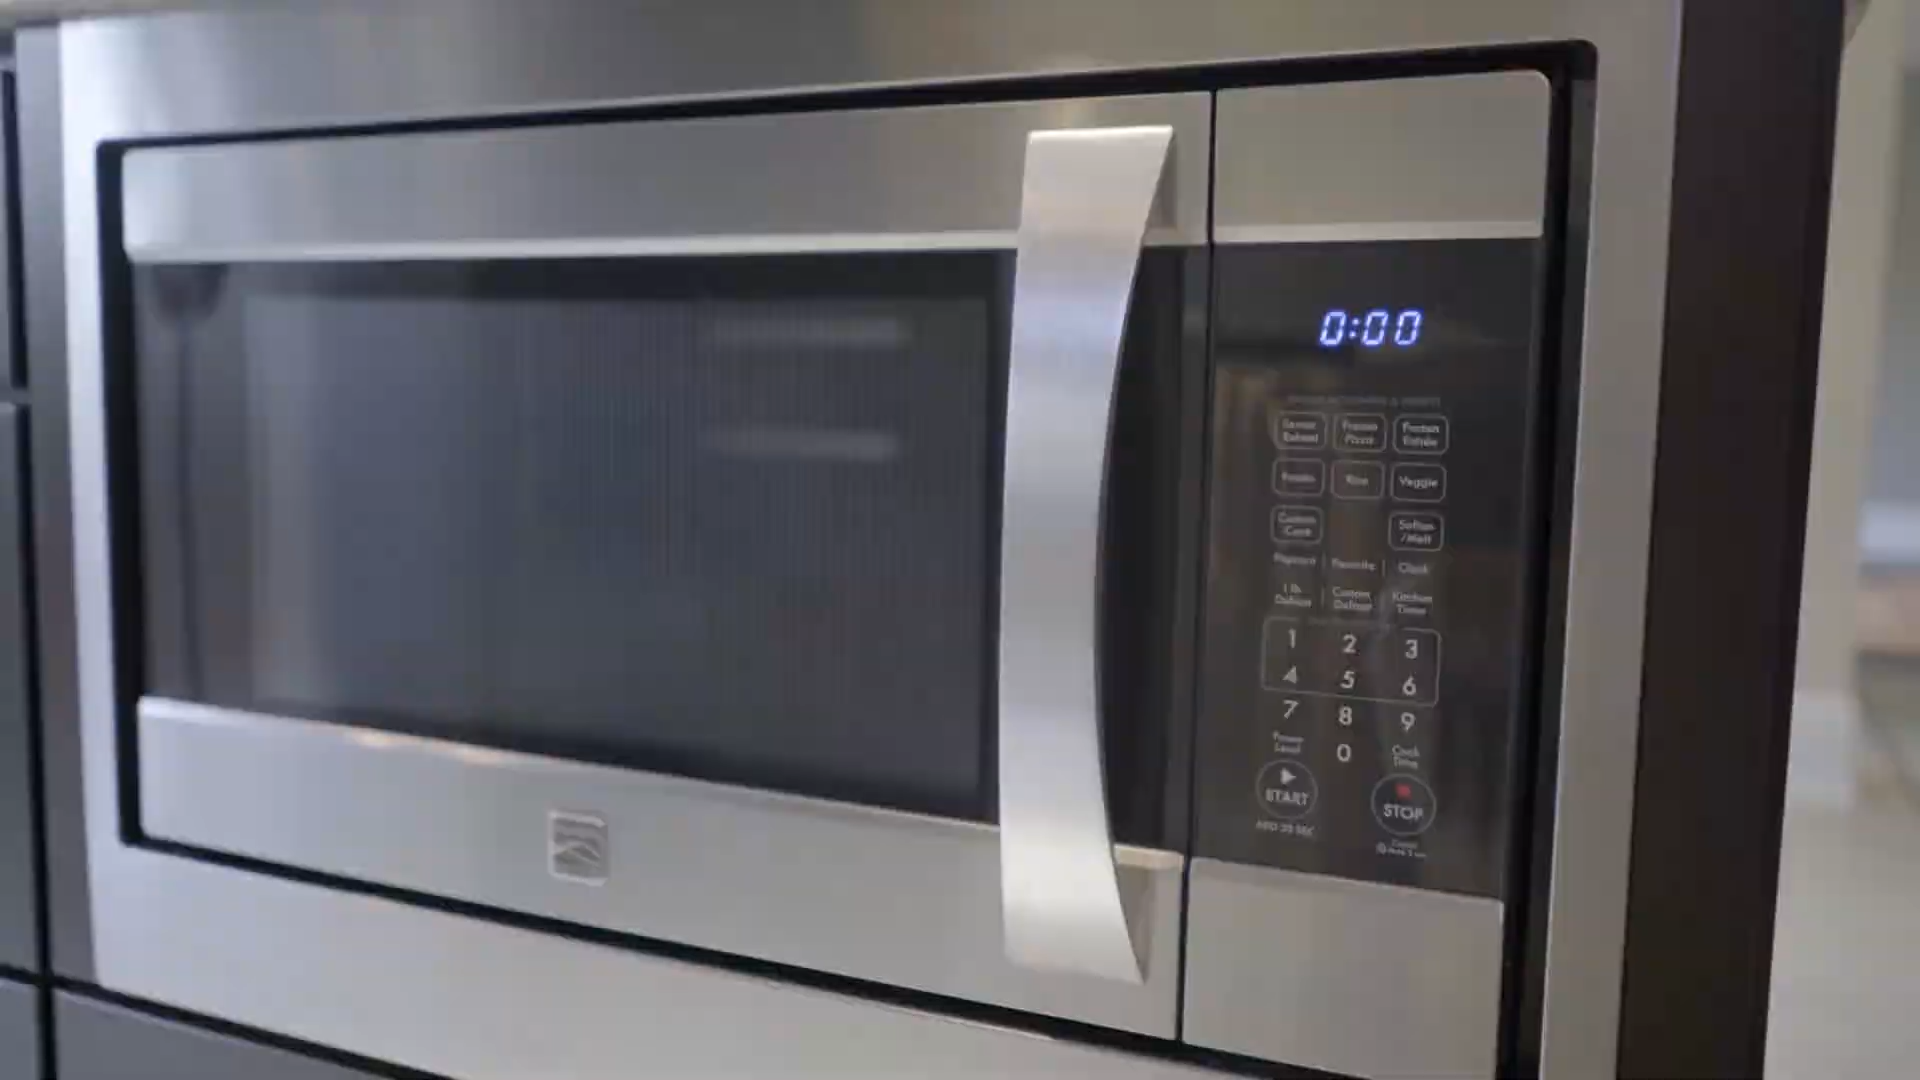 0:00
Sensor Reheat
Frozen Pizza
Frozen Entrée
Potato
Rice
Veggie
Custom Cook
Soften /Melt
Popcorn
Favorite
Clock
1 lb. Defrost
Custom Defrost
Kitchen Timer
1 2 3
4 5 6
7 8 9
Power Level
0
Cook Time
START
STOP
ADD 30 SEC